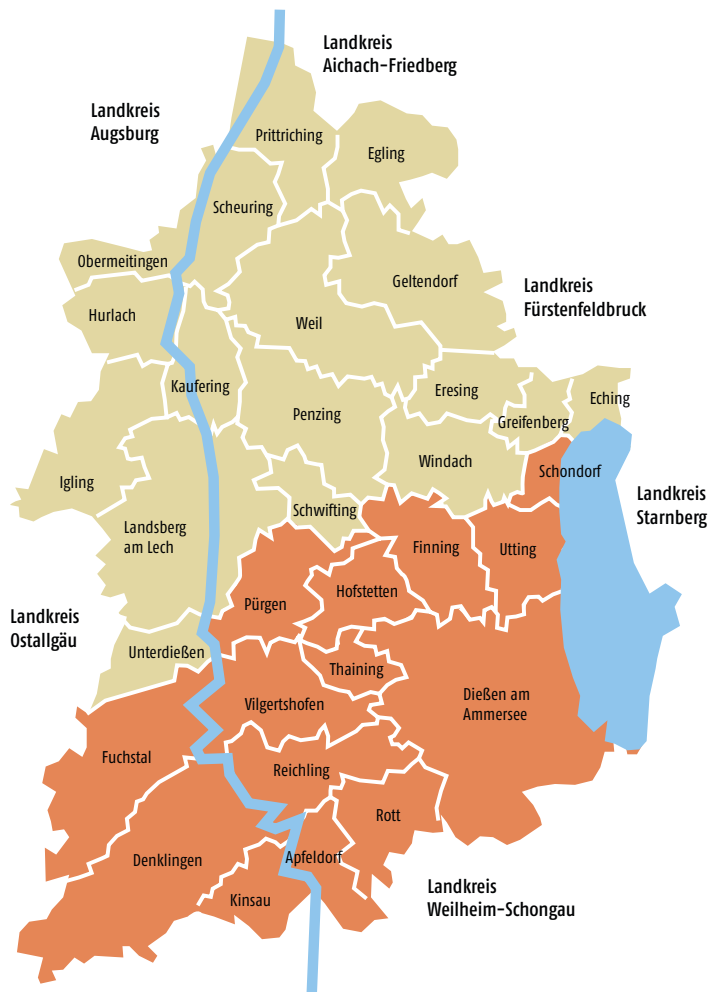 Landkreis
Aichach-Friedberg
Landkreis
Augsburg
Prittriching
Egling
Scheuring
Obermeitingen
Geltendorf
Landkreis
Fürstenfeldbruck
Hurlach
Weil
Kaufering
Eresing
Eching
Penzing
Greifenberg
Windach
Schondorf
Igling
Landkreis
Starnberg
Schwifting
Landsberg
am Lech
Finning
Utting
Hofstetten
Pürgen
Landkreis
Ostallgäu
Unterdießen
Thaining
Dießen am
Ammersee
Vilgertshofen
Fuchstal
Reichling
Rott
Denklingen
Apfeldorf
Kinsau
Landkreis
Weilheim-Schongau